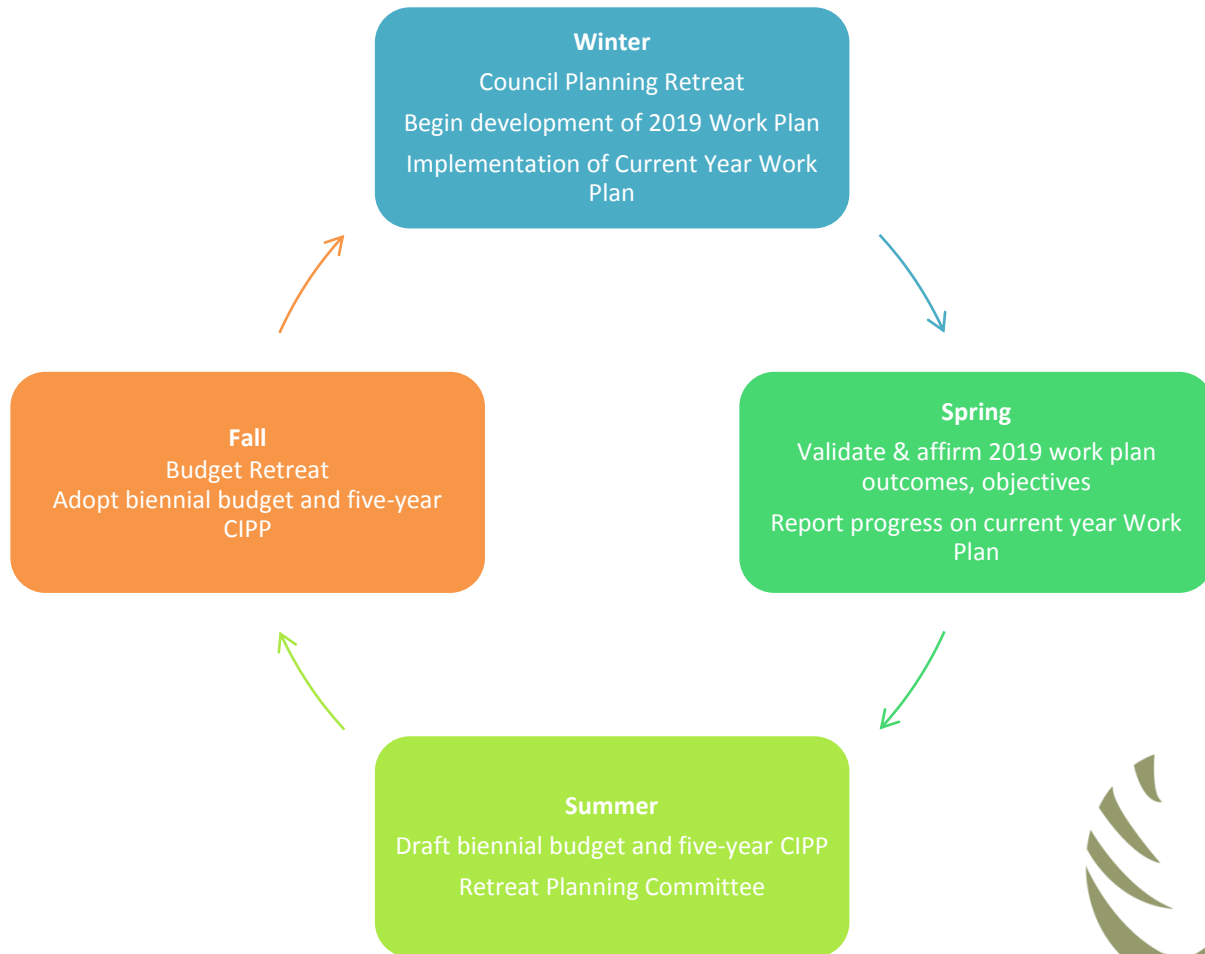 Winter
Council Planning Retreat
Begin development of 2019 Work Plan
Implementation of Current Year Work
Plan
Spring
Validate & affirm 2019 work plan
outcomes, objectives
Report progress on current year Work
Plan
Summer
Draft biennial budget and five-year CIPP
Retreat Planning Committee
Fall
Budget Retreat
Adopt biennial budget and five-year
CIPP